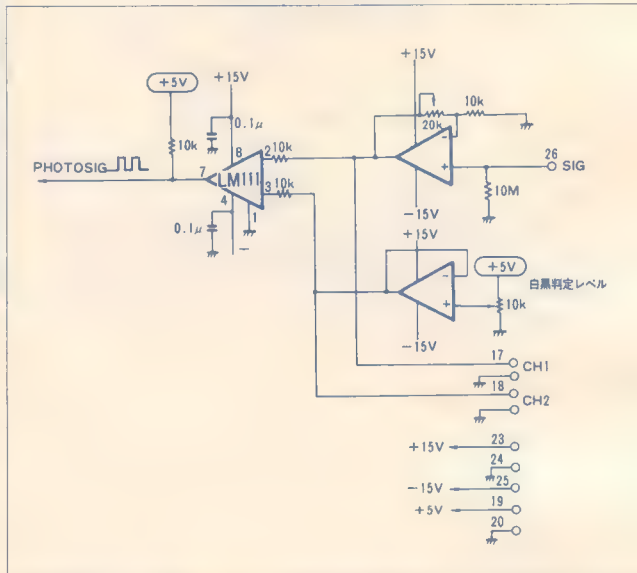 +5V
+15V
+15V
0.1μ
10k
20k
10k
PHOTOSIG
7
LM111
8
2
10k
3
10k
4
1
0.1μ
−
-
+
−15V
26
SIG
10M
+15V
-
+
−15V
+5V
白黒判定レベル
10k
17
CH1
18
CH2
+15V
23
24
−15V
25
+5V
19
20